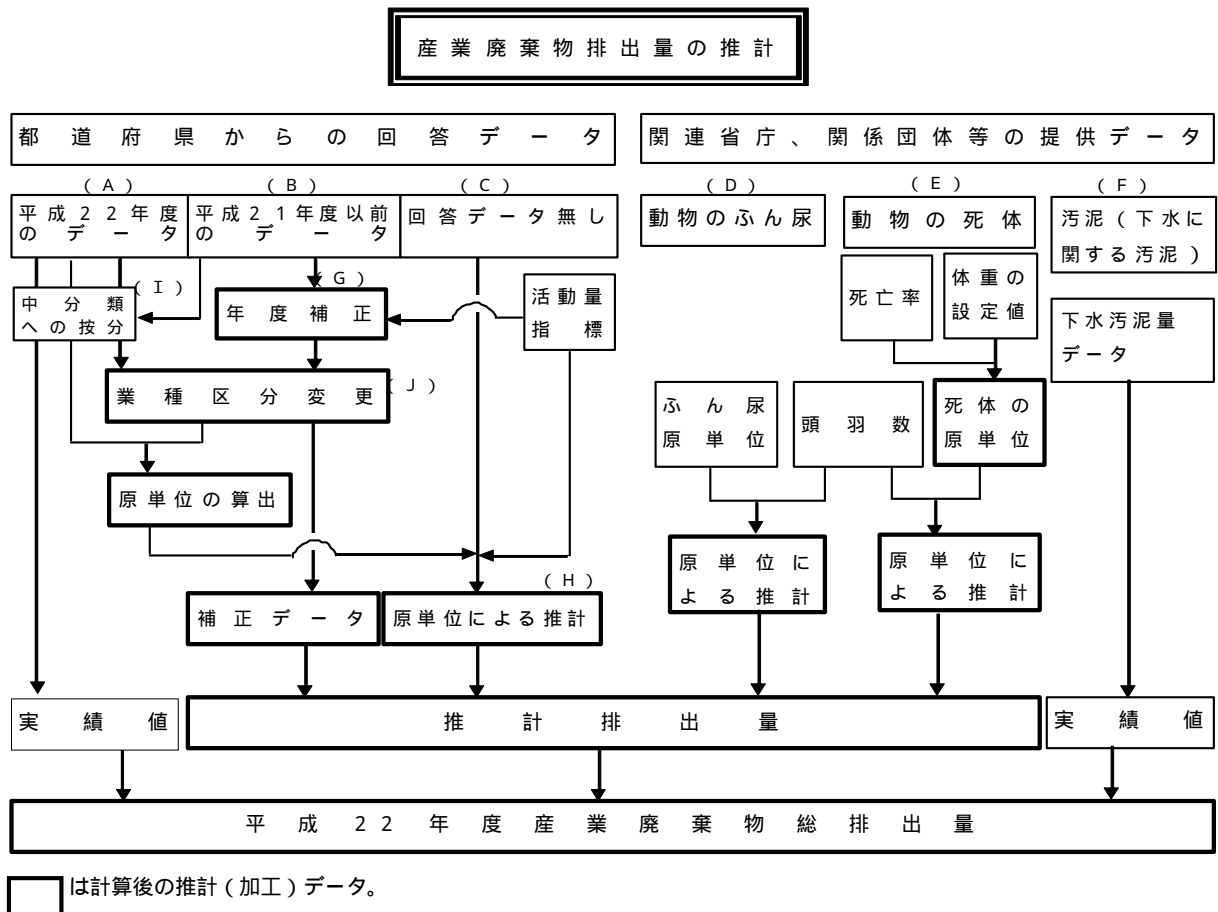 産業廃棄物排出量の推計
都道府県からの回答データ
関連省庁、関係団体等の提供データ
(A)
(B)
(C)
(D)
(E)
(F)
平成22年度
のデータ
平成21年度以前
のデータ
回答データ無し
動物のふん尿
動物の死体
汚泥(下水に
関する汚泥)
(I)
(G)
中分類
への按分
年度補正
活動量
指標
死亡率
体重の
設定値
下水汚泥量
データ
業種区分変更
(J)
ふん尿
原単位
頭羽数
死体の
原単位
原単位の算出
原単位に
よる推計
原単位に
よる推計
(H)
補正データ
原単位による推計
実績値
推計排出量
実績値
平成22年度産業廃棄物総排出量
は計算後の推計(加工)データ。